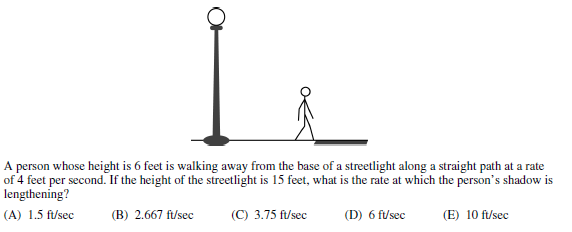 A person whose height is 6 feet is walking away from the base of a streetlight along a straight path at a rate
of 4 feet per second. If the height of the streetlight is 15 feet, what is the rate at which the person's shadow is
lengthening?
(A) 1.5 ft/sec (B) 2.667 ft/sec (C) 3.75 ft/sec (D) 6 ft/sec (E) 10 ft/sec